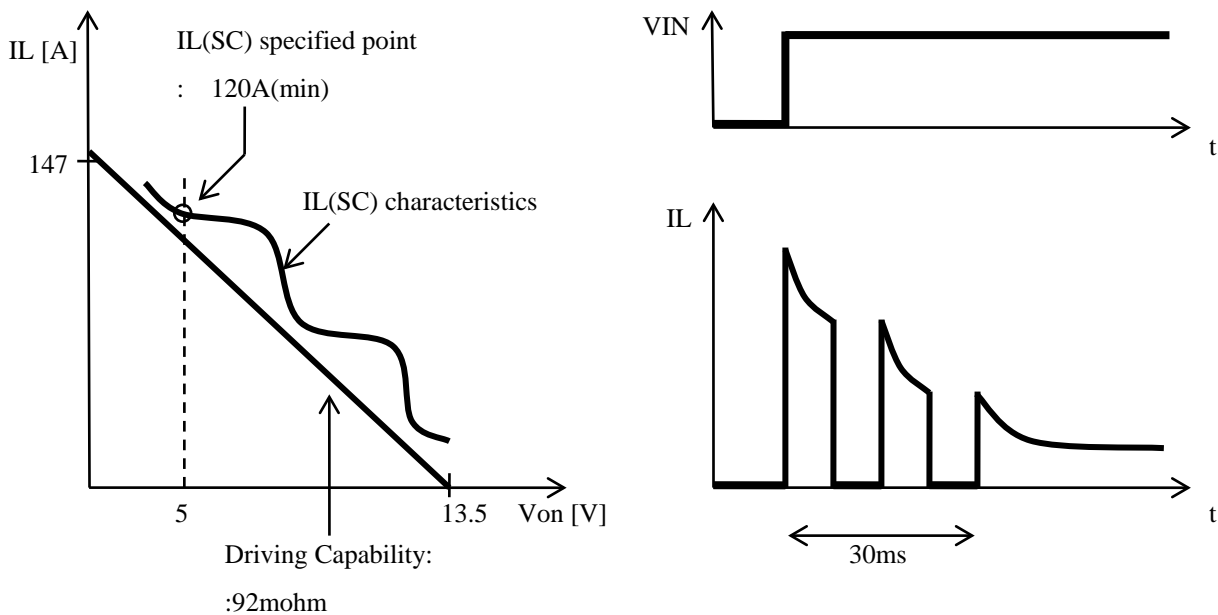 IL [A]
IL(SC) specified point
: 120A(min)
147
IL(SC) characteristics
5
13.5
Von [V]
Driving Capability:
:92mohm
VIN
t
IL
t
30ms